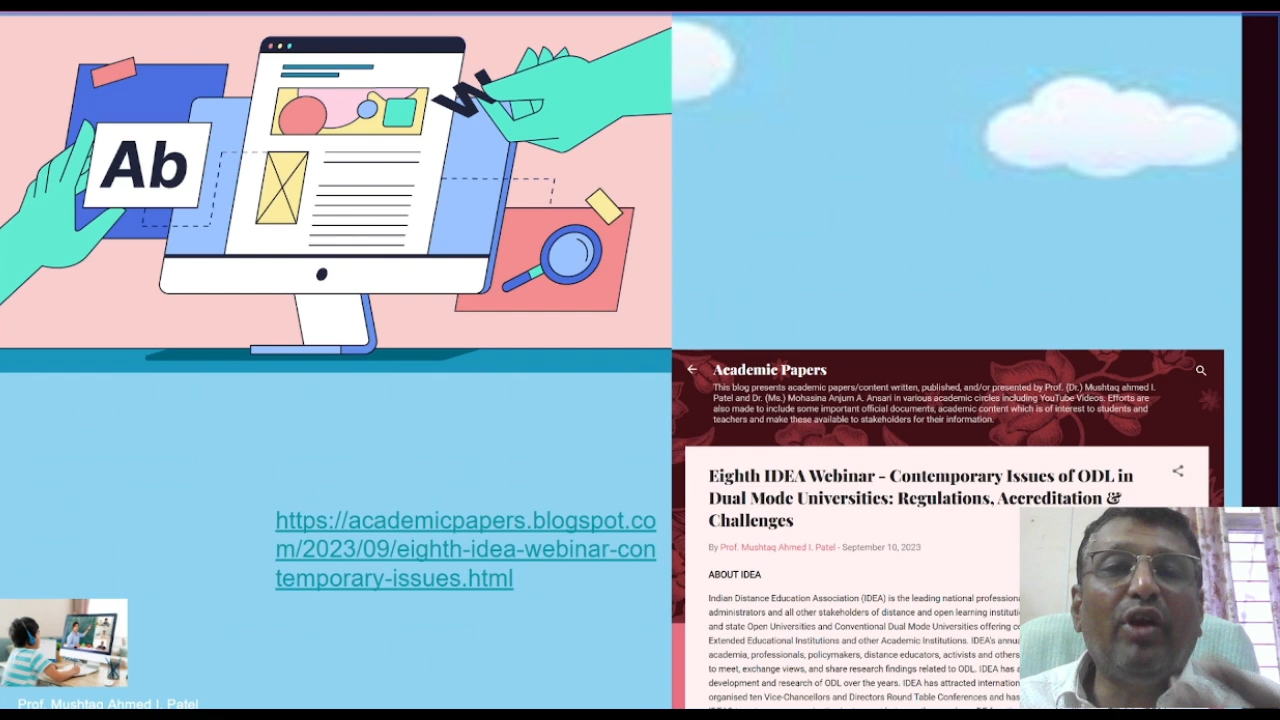 Ab
W
https://academicpapers.blogspot.co
m/2023/09/eighth-idea-webinar-con
temporary-issues.html
Prof. Mushtaq Ahmed I. Patel
Academic Papers
This blog presents academic papers/content written, published, and/or presented by Prof. (Dr.) Mushtaq ahmed I.
Patel and Dr. (Ms.) Mohasina Anjum A. Ansari in various academic circles including YouTube Videos. Efforts are
also made to include some important official documents, academic content which is of interest to students and
teachers and make these available to stakeholders for their information.
Eighth IDEA Webinar - Contemporary Issues of ODL in
Dual Mode Universities: Regulations, Accreditation &
Challenges
By Prof. Mushtaq Ahmed I. Patel - September 10, 2023
ABOUT IDEA
Indian Distance Education Association (IDEA) is the leading national
administrators and all other stakeholders of distance and open learning
and state Open Universities and Conventional Dual Mode Universities offering
Extended Educational Institutions and other Academic Institutions. IDEA's
academia, professionals, policymakers, distance educators, activists and others
to meet, exchange views, and share research findings related to ODL. IDEA has
development and research of ODL over the years. IDEA has attracted
organised ten Vice-Chancellors and Directors Round Table Conferences and has